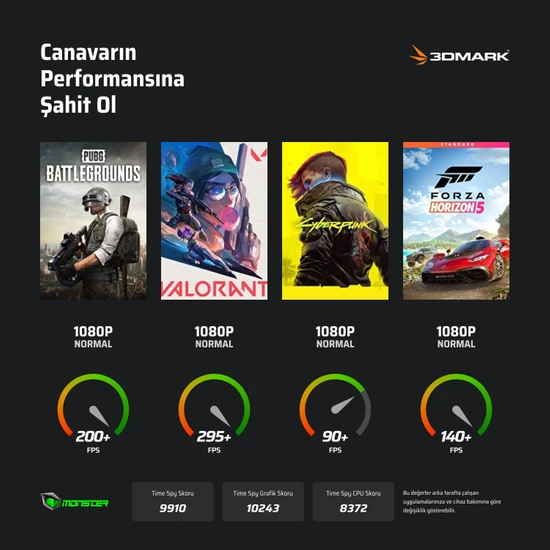 Canavarın
Performansına
Şahit Ol
3DMARK
PUBG
BATTLEGROUNDS
VALORANT
Cyberpunk
STANDARD
FORZA
HORIZON 5
1080P
NORMAL
1080P
NORMAL
1080P
NORMAL
1080P
NORMAL
200+
FPS
295+
FPS
90+
FPS
140+
FPS
MONSTER
Time Spy Skoru
9910
Time Spy Grafik Skoru
10243
Time Spy CPU Skoru
8372
Bu değerler arka tarafta çalışan
uygulamalarınıza ve cihaz bakımına göre
değişiklik gösterebilir.